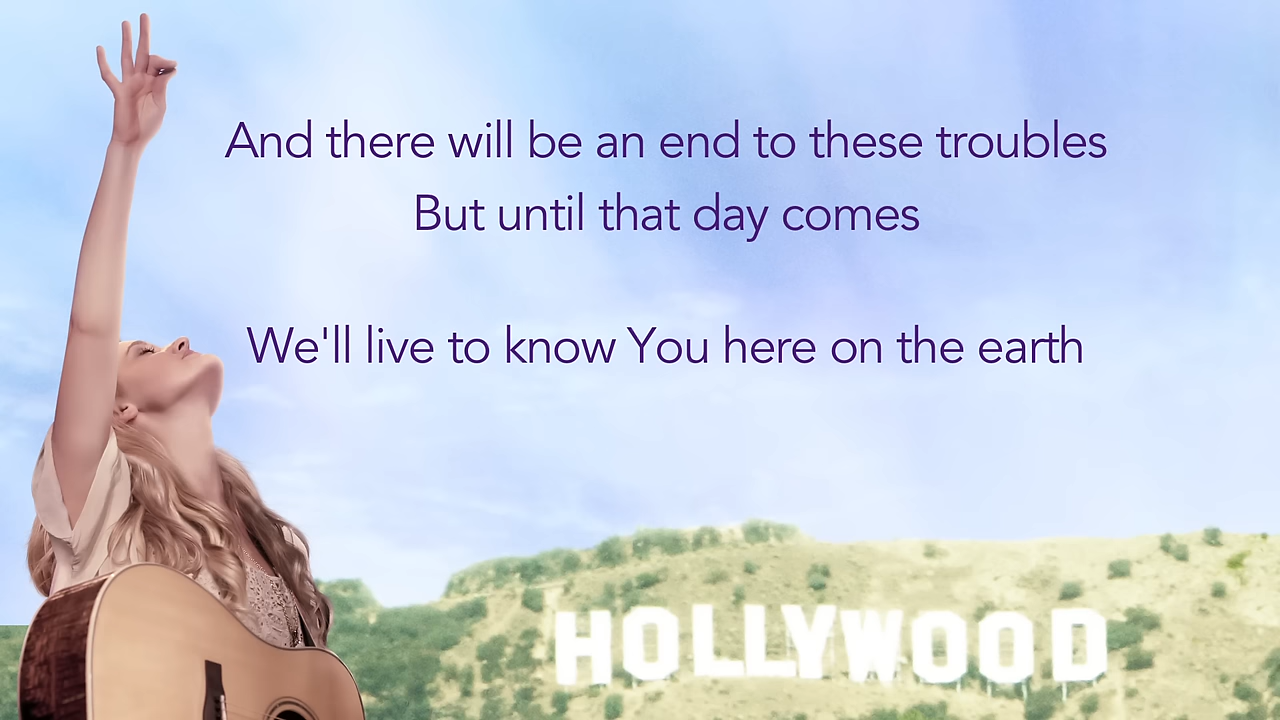 And there will be an end to these troubles
But until that day comes
We'll live to know You here on the earth
HOLLYWOOD